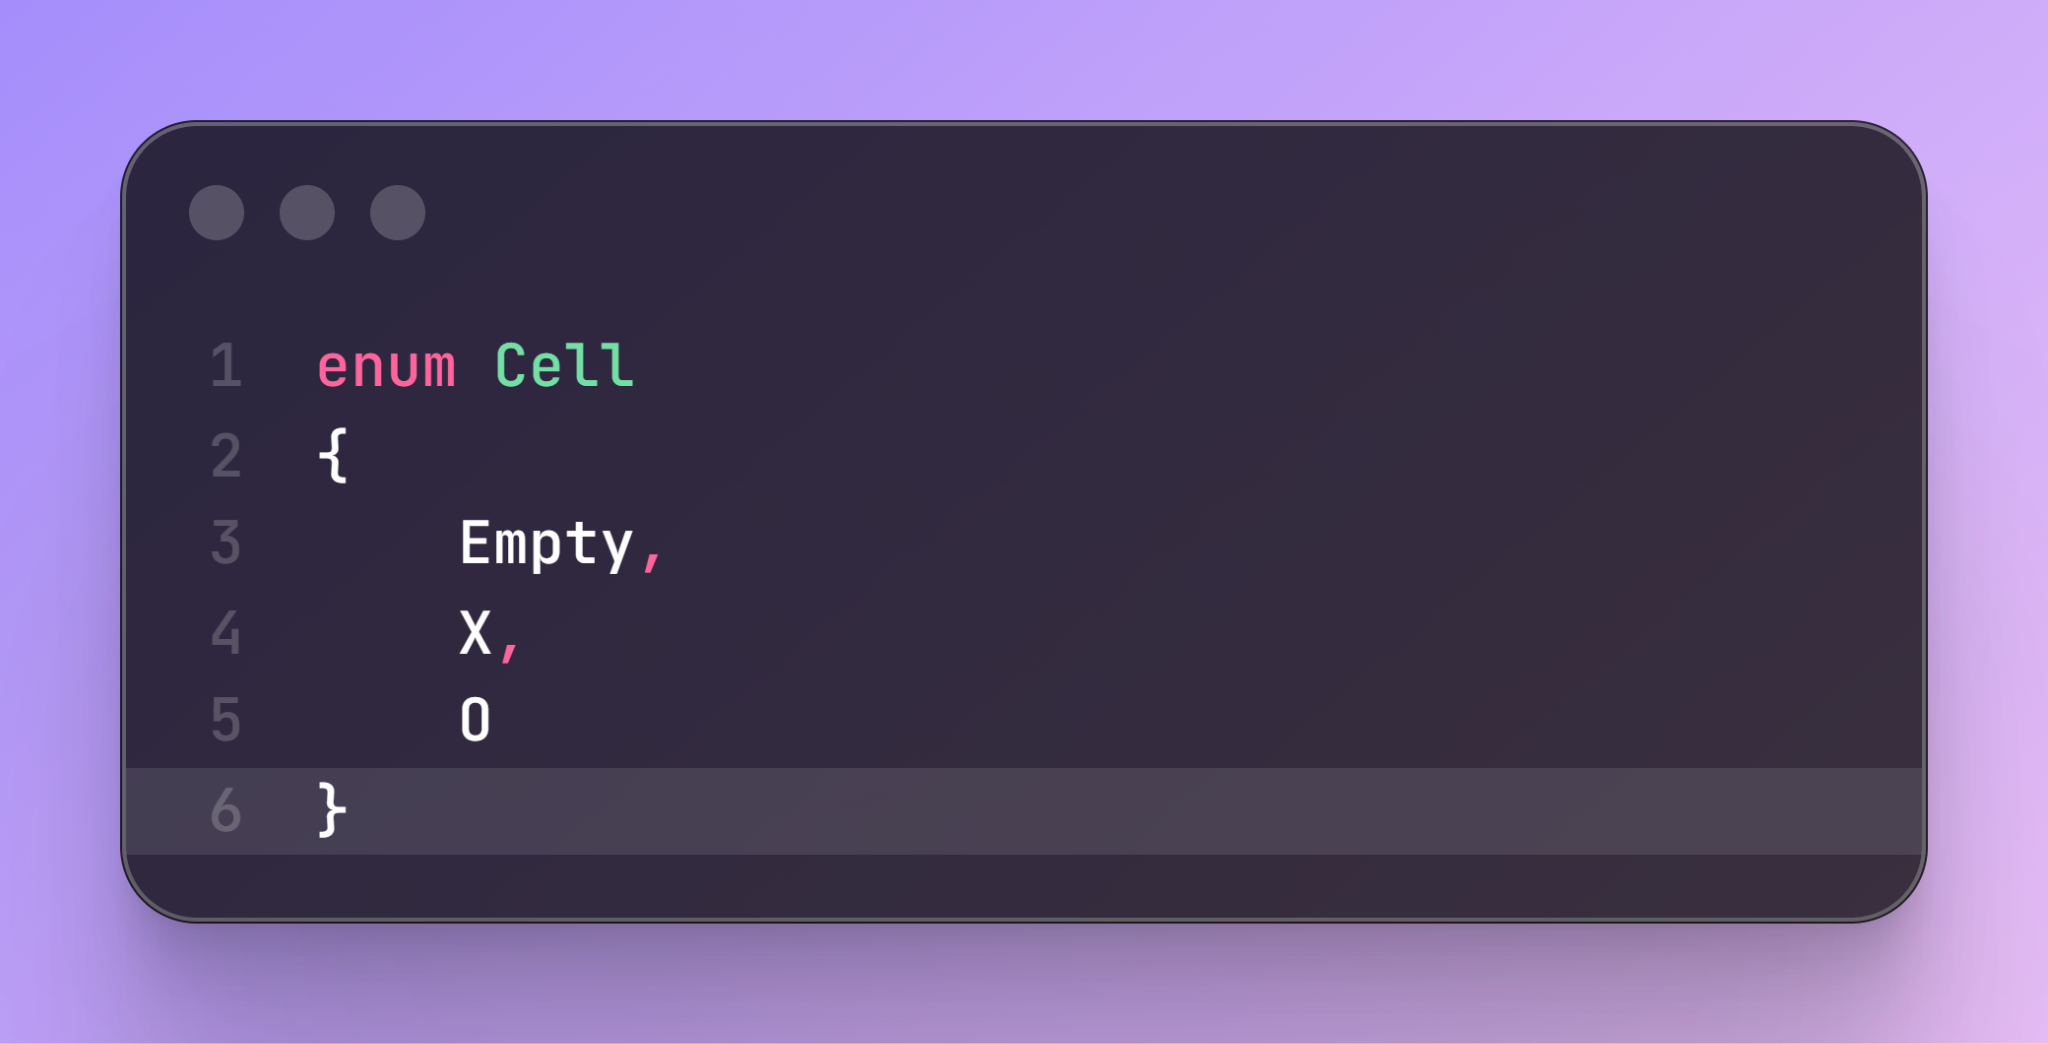 1 enum Cell
2 {
3     Empty,
4     X,
5     O
6 }